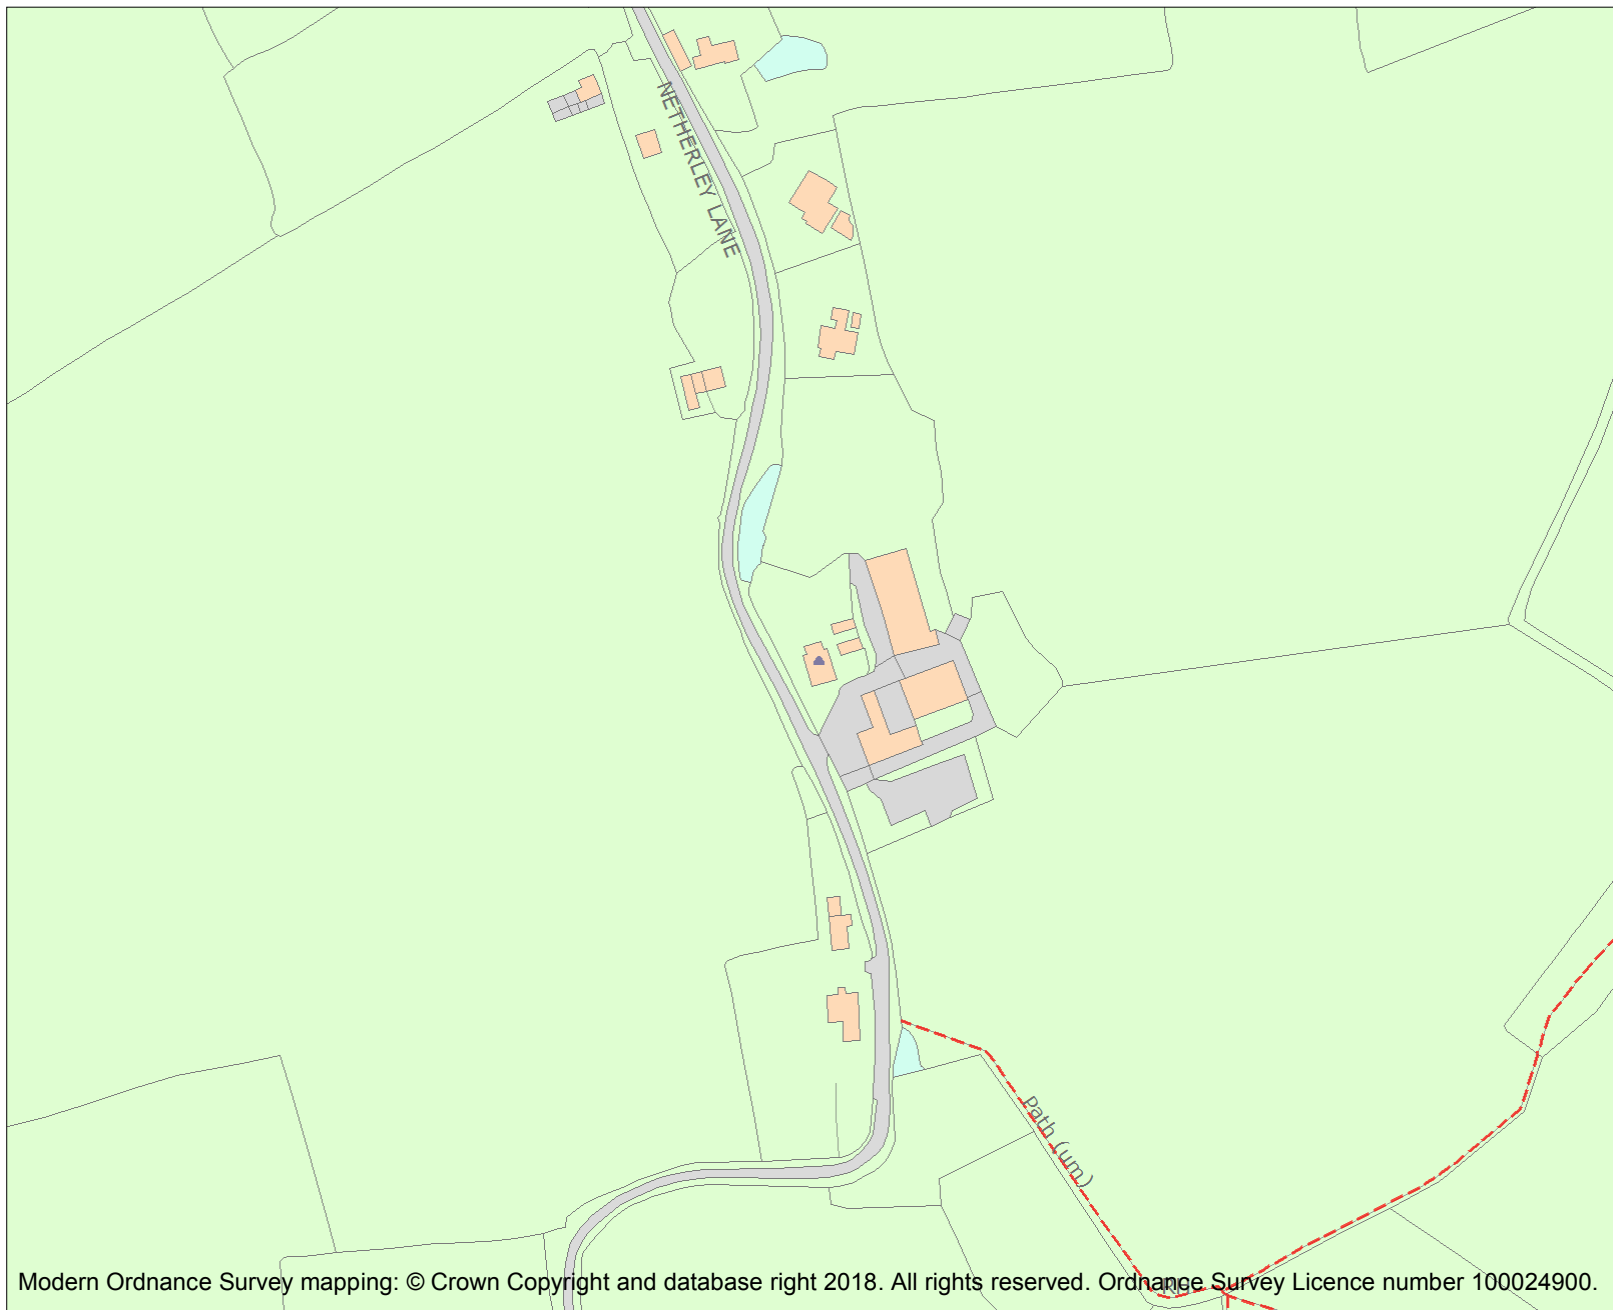 NETHERLEY LANE
Path (um)
Modern Ordnance Survey mapping: © Crown Copyright and database right 2018. All rights reserved. Ordnance Survey Licence number 100024900.